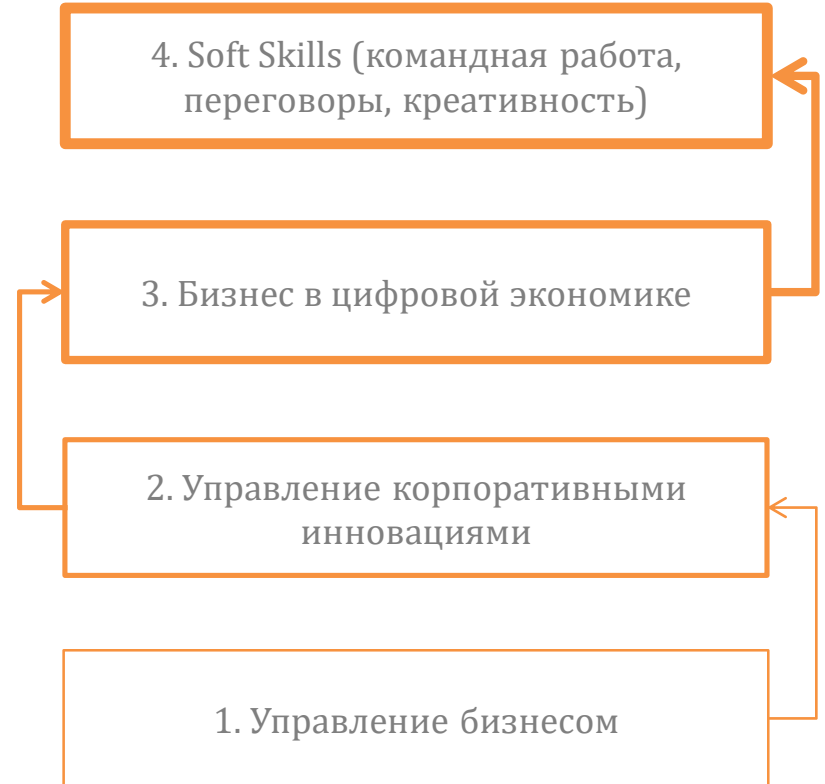 4. Soft Skills (командная работа,
переговоры, креативность)
3. Бизнес в цифровой экономике
2. Управление корпоративными
инновациями
1. Управление бизнесом